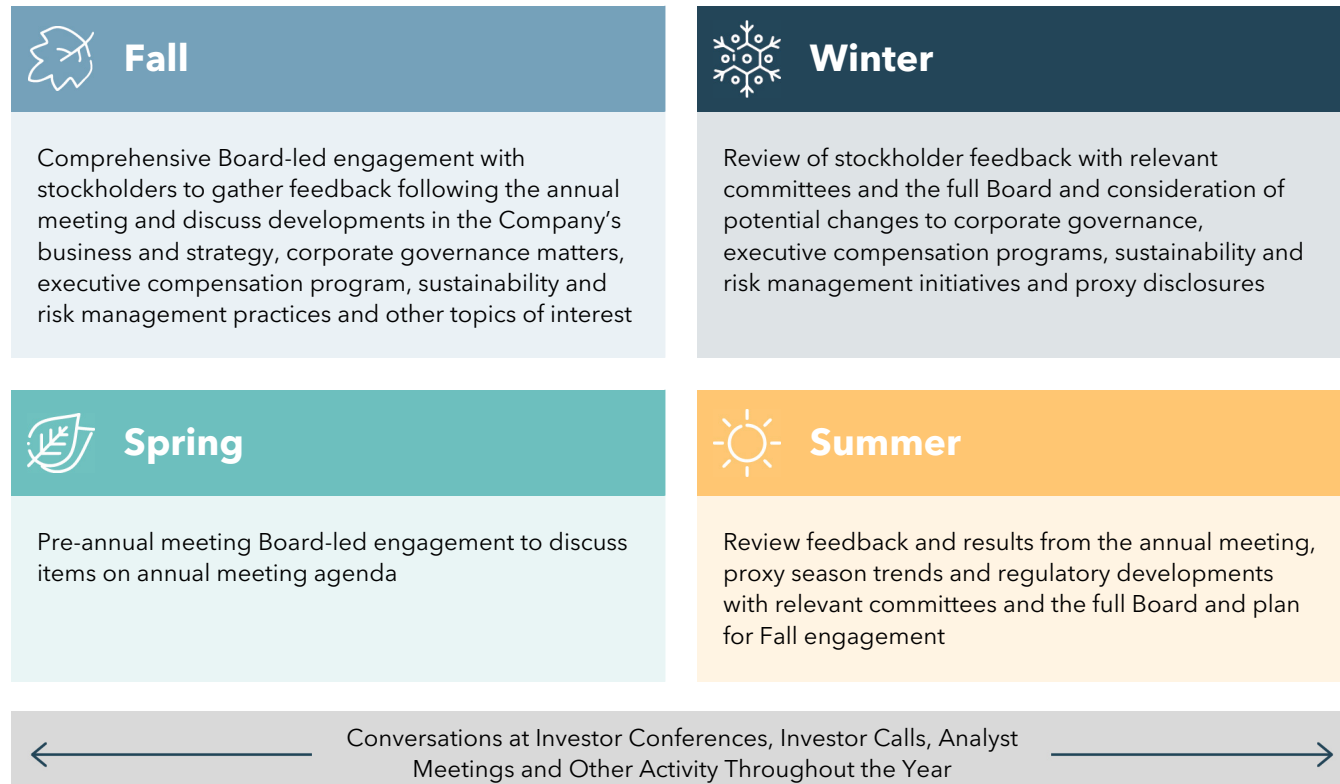 Fall
Comprehensive Board-led engagement with
stockholders to gather feedback following the annual
meeting and discuss developments in the Company’s
business and strategy, corporate governance matters,
executive compensation program, sustainability and
risk management practices and other topics of interest
Winter
Review of stockholder feedback with relevant
committees and the full Board and consideration of
potential changes to corporate governance,
executive compensation programs, sustainability and
risk management initiatives and proxy disclosures
Spring
Pre-annual meeting Board-led engagement to discuss
items on annual meeting agenda
Summer
Review feedback and results from the annual meeting,
proxy season trends and regulatory developments
with relevant committees and the full Board and plan
for Fall engagement
Conversations at Investor Conferences, Investor Calls, Analyst
Meetings and Other Activity Throughout the Year